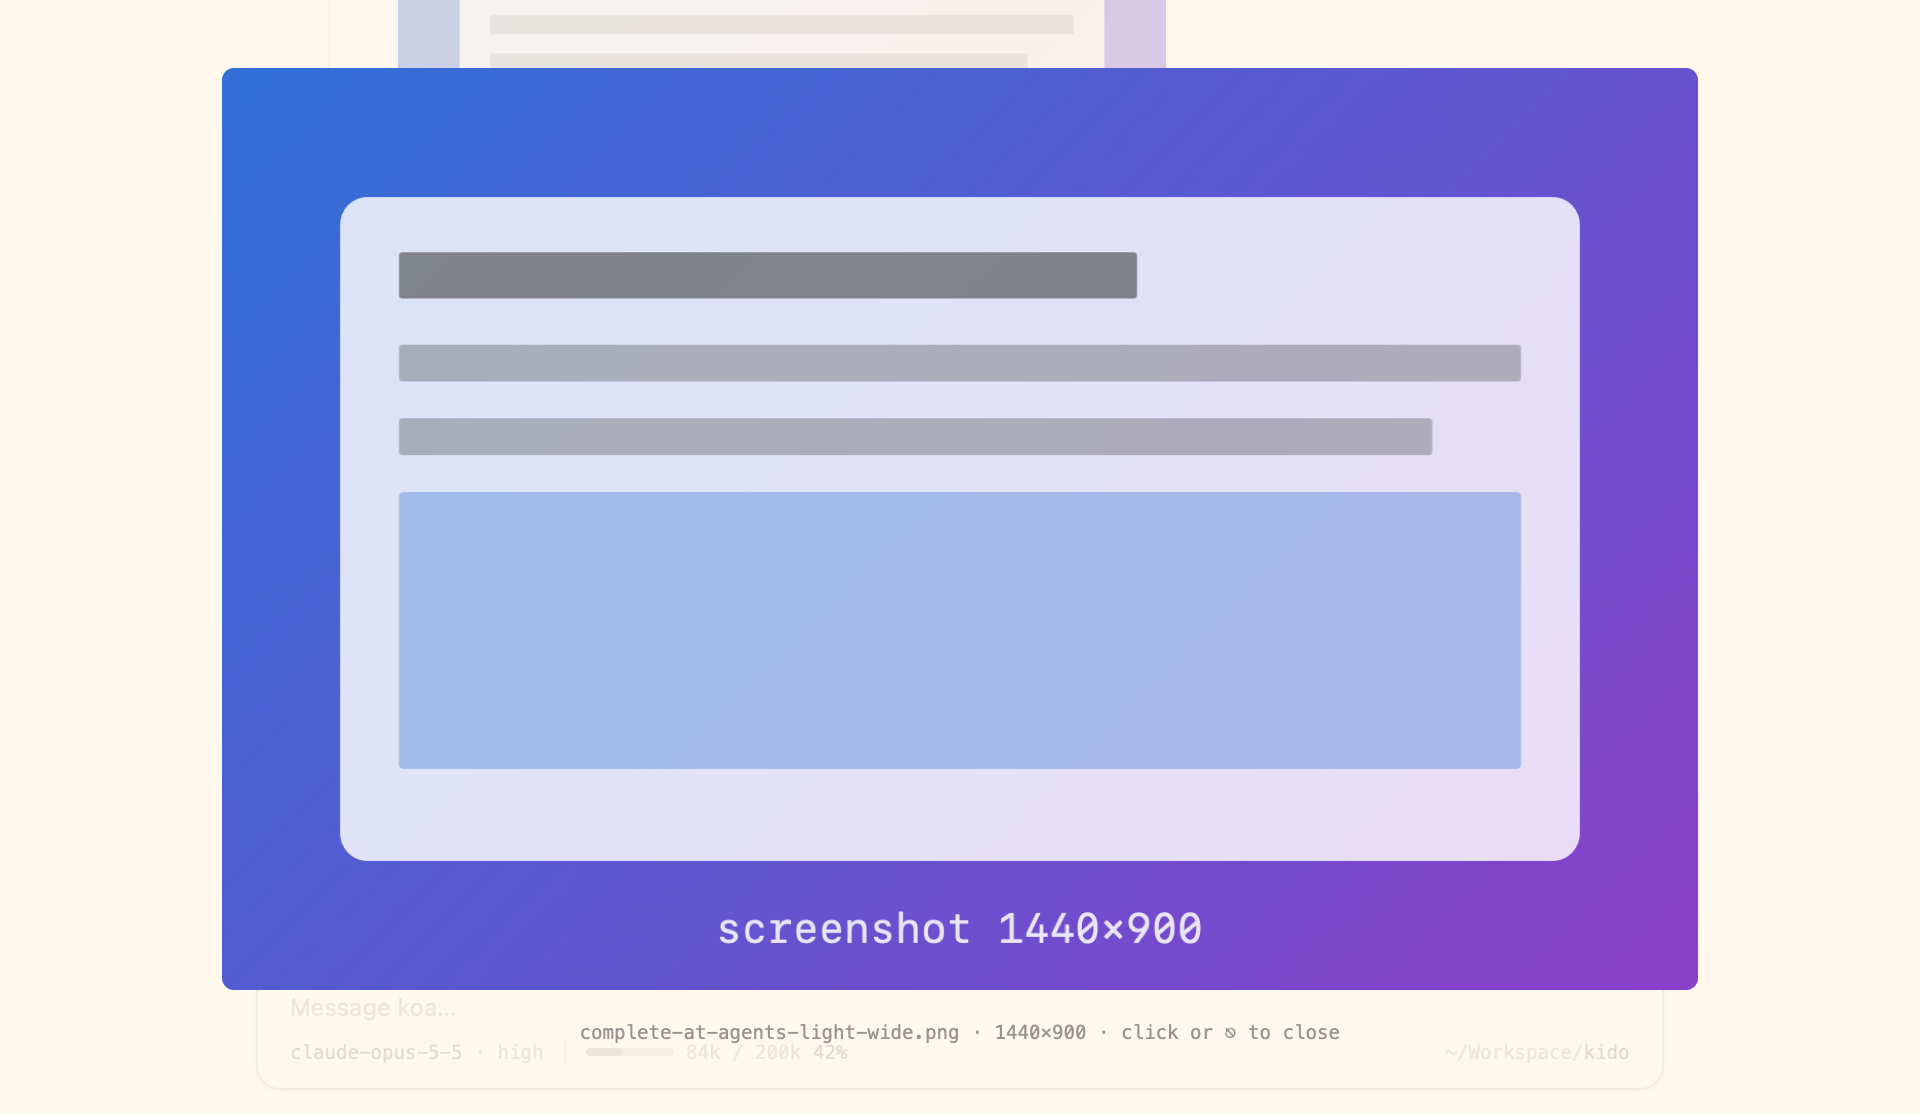 screenshot 1440×900
Message koa...
complete-at-agents-light-wide.png · 1440×900 · click or ⎋ to close
claude-opus-5-5 · high 84k / 200k 42% ~/Workspace/kido